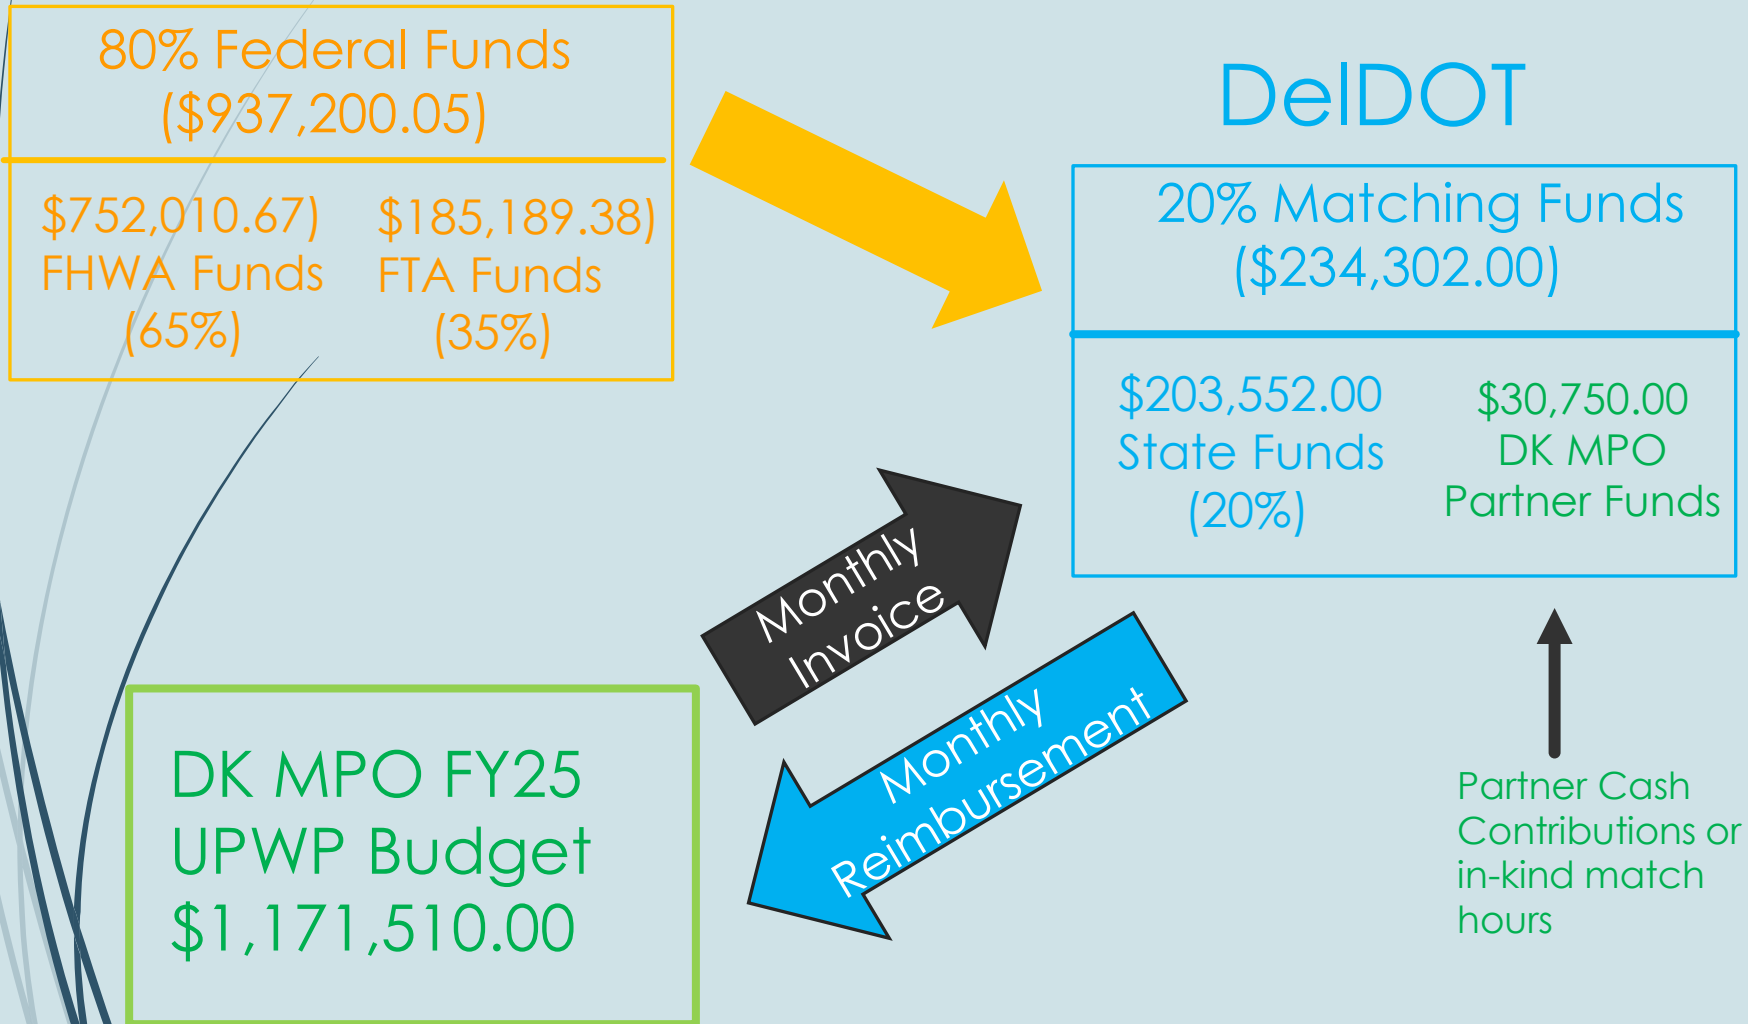 80% Federal Funds
($937,200.05)
$752,010.67)
FHWA Funds
(65%)
$185,189.38)
FTA Funds
(35%)
DelDOT
20% Matching Funds
($234,302.00)
$203,552.00
State Funds
(20%)
$30,750.00
DK MPO
Partner Funds
Monthly
Invoice
Monthly
Reimbursement
Partner Cash
Contributions or
in-kind match
hours
DK MPO FY25
UPWP Budget
$1,171,510.00